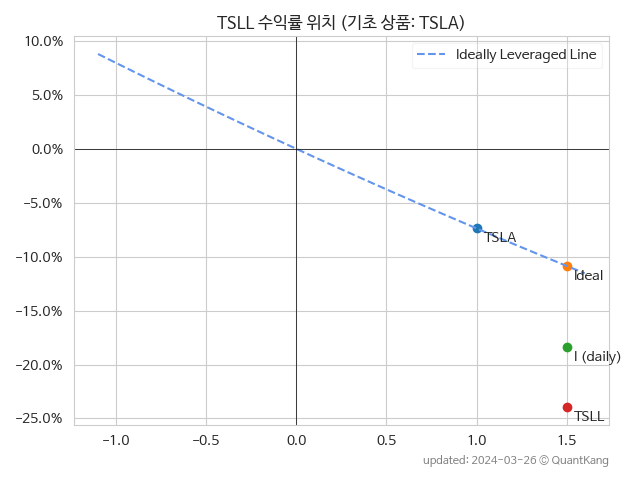 TSLL 수익률 위치 (기초 상품: TSLA)
10.0%
5.0%
0.0%
−5.0%
−10.0%
−15.0%
−20.0%
−25.0%
Ideally Leveraged Line
TSLA
Ideal
I (daily)
TSLL
−1.0 −0.5 0.0 0.5 1.0 1.5
updated: 2024-03-26 © QuantKang